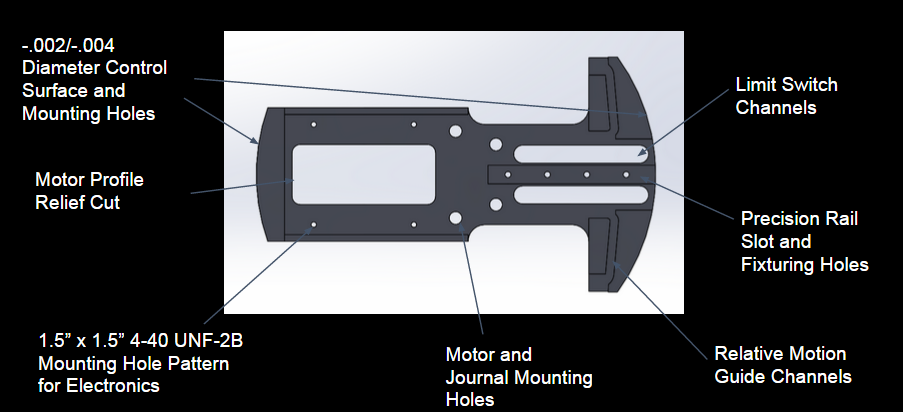 -.002/-.004
Diameter Control
Surface and
Mounting Holes
Limit Switch
Channels
Motor Profile
Relief Cut
Precision Rail
Slot and
Fixturing Holes
1.5” x 1.5” 4-40 UNF-2B
Mounting Hole Pattern
for Electronics
Motor and
Journal Mounting
Holes
Relative Motion
Guide Channels